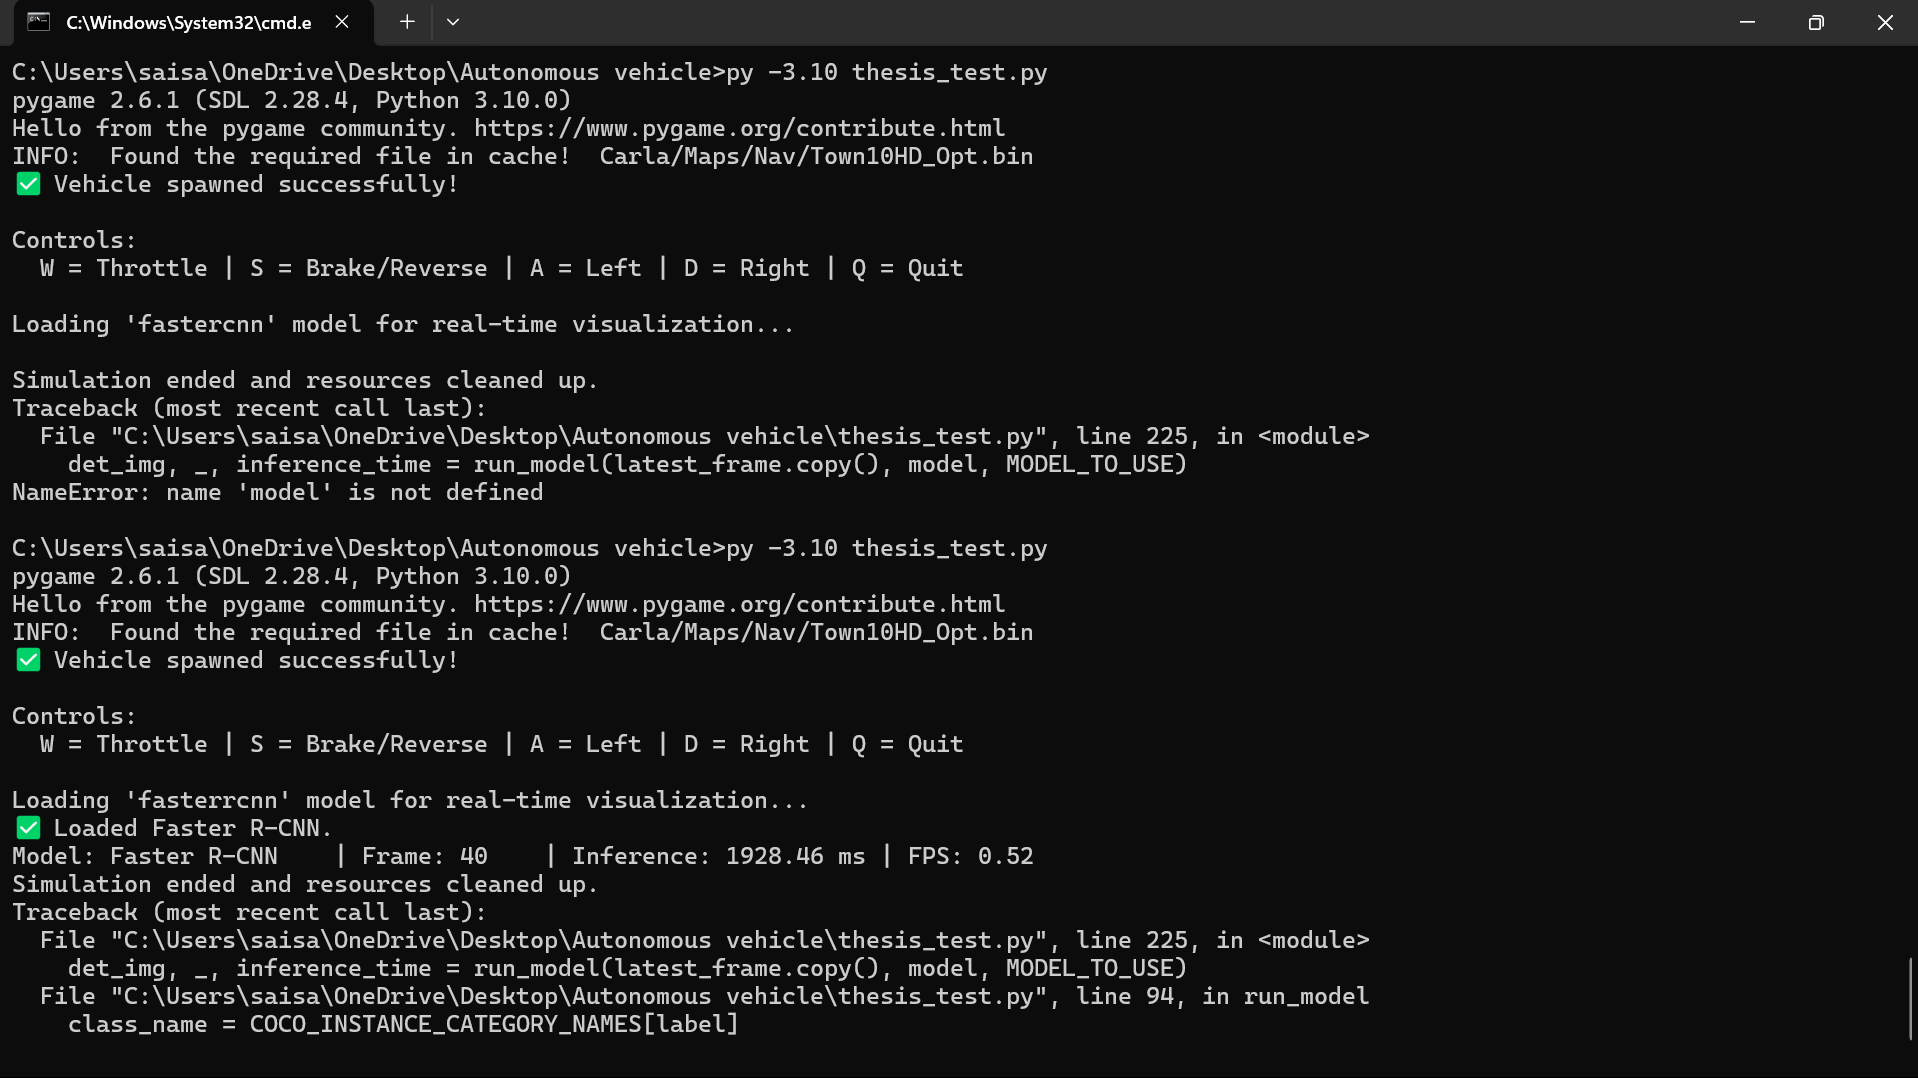 C:\Windows\System32\cmd.e
C:\Users\saisa\OneDrive\Desktop\Autonomous vehicle>py -3.10 thesis_test.py
pygame 2.6.1 (SDL 2.28.4, Python 3.10.0)
Hello from the pygame community. https://www.pygame.org/contribute.html
INFO:  Found the required file in cache!  Carla/Maps/Nav/Town10HD_Opt.bin
✅ Vehicle spawned successfully!
Controls:
  W = Throttle | S = Brake/Reverse | A = Left | D = Right | Q = Quit
Loading 'fastercnn' model for real-time visualization...
Simulation ended and resources cleaned up.
Traceback (most recent call last):
  File "C:\Users\saisa\OneDrive\Desktop\Autonomous vehicle\thesis_test.py", line 225, in <module>
    det_img, _, inference_time = run_model(latest_frame.copy(), model, MODEL_TO_USE)
NameError: name 'model' is not defined
C:\Users\saisa\OneDrive\Desktop\Autonomous vehicle>py -3.10 thesis_test.py
pygame 2.6.1 (SDL 2.28.4, Python 3.10.0)
Hello from the pygame community. https://www.pygame.org/contribute.html
INFO:  Found the required file in cache!  Carla/Maps/Nav/Town10HD_Opt.bin
✅ Vehicle spawned successfully!
Controls:
  W = Throttle | S = Brake/Reverse | A = Left | D = Right | Q = Quit
Loading 'fasterrcnn' model for real-time visualization...
✅ Loaded Faster R-CNN.
Model: Faster R-CNN    | Frame: 40    | Inference: 1928.46 ms | FPS: 0.52
Simulation ended and resources cleaned up.
Traceback (most recent call last):
  File "C:\Users\saisa\OneDrive\Desktop\Autonomous vehicle\thesis_test.py", line 225, in <module>
    det_img, _, inference_time = run_model(latest_frame.copy(), model, MODEL_TO_USE)
  File "C:\Users\saisa\OneDrive\Desktop\Autonomous vehicle\thesis_test.py", line 94, in run_model
    class_name = COCO_INSTANCE_CATEGORY_NAMES[label]